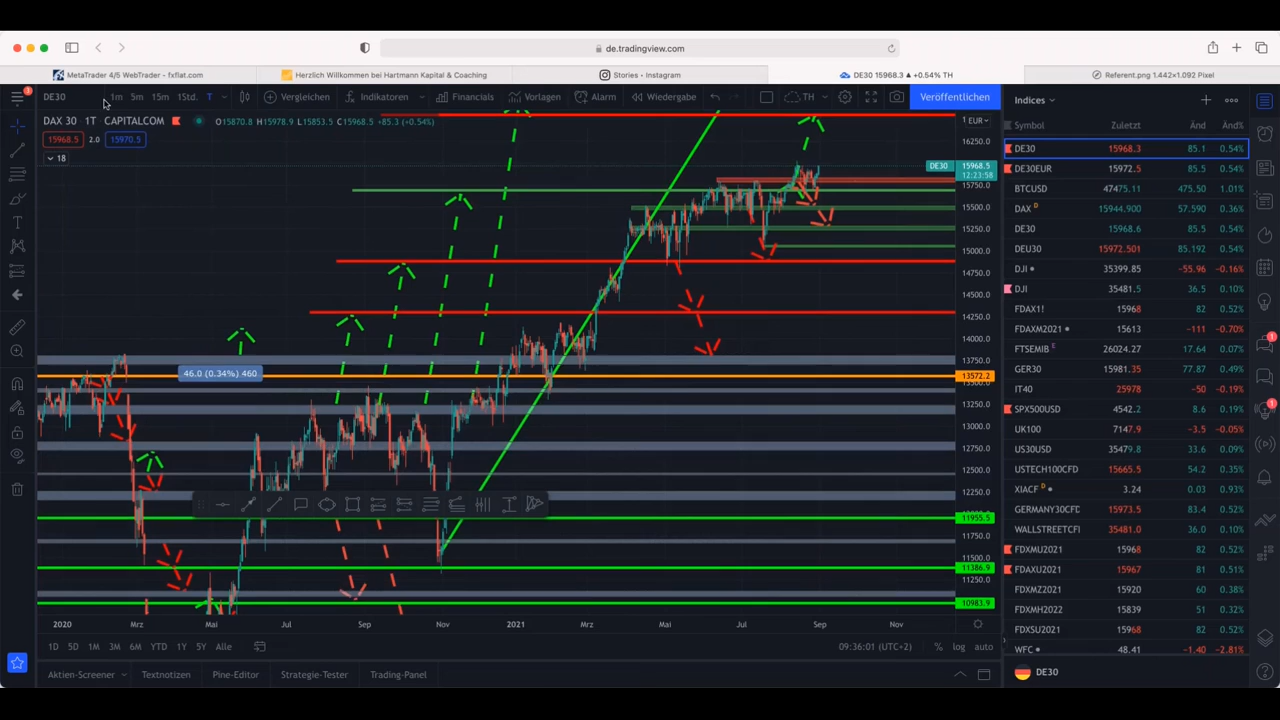 de.tradingview.com
MetaTrader 4/5 WebTrader - fxflat.com
Herzlich Willkommen bei Hartmann Kapital & Coaching
Stories • Instagram
DE30 15968.3 ▲ +0.54% TH
Referent.png 1.442×1.092 Pixel
DE30 1m 5m 15m 1Std. T Vergleichen Indikatoren Financials Vorlagen Alarm Wiedergabe TH Veröffentlichen
DAX 30 1T CAPITALCOM O15870.8 H15978.9 L15853.5 C15968.5 +85.3 (+0.54%)
15968.5 2.0 15970.5
18
1 EUR
16250.0
DE30 15968.5
12:23:58
15750.0
15500.0
15250.0
15000.0
14750.0
14500.0
14250.0
14000.0
13750.0
13572.2
13250.0
13000.0
12750.0
12500.0
12250.0
11955.5
11750.0
11500.0
11386.9
11250.0
10983.9
46.0 (0.34%) 460
2020 Mrz Mai Jul Sep Nov 2021 Mrz Mai Jul Sep Nov
1D 5D 1M 3M 6M YTD 1Y 5Y Alle
09:36:01 (UTC+2) % log auto
Aktien-Screener Textnotizen Pine-Editor Strategie-Tester Trading-Panel
Indices
Symbol Zuletzt Änd Änd%
DE30 15968.3 85.1 0.54%
DE30EUR 15972.5 85.5 0.54%
BTCUSD 47475.11 475.50 1.01%
DAX D 15944.900 57.590 0.36%
DE30 15968.6 85.5 0.54%
DEU30 15972.501 85.192 0.54%
DJI 35399.85 -55.96 -0.16%
DJI 35481.5 36.5 0.10%
FDAX1! 15968 82 0.52%
FDAXM2021 15613 -111 -0.70%
FTSEMIB E 26024.27 17.64 0.07%
GER30 15981.35 77.87 0.49%
IT40 25978 -50 -0.19%
SPX500USD 4542.2 8.6 0.19%
UK100 7147.9 -3.5 -0.05%
US30USD 35479.8 33.6 0.09%
USTECH100CFD 15665.5 54.2 0.35%
XIACF D 3.24 0.03 0.93%
GERMANY30CFD 15973.5 83.4 0.52%
WALLSTREETCFI 35481.0 36.0 0.10%
FDXMU2021 15968 82 0.52%
FDAXU2021 15967 81 0.51%
FDXMZ2021 15920 60 0.38%
FDXMH2022 15839 51 0.32%
FDXSU2021 15968 82 0.52%
WFC 48.41 -1.40 -2.81%
DE30